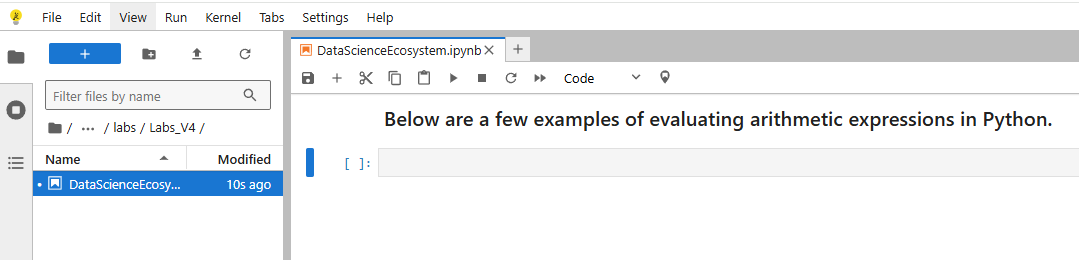 File Edit View Run Kernel Tabs Settings Help
+
Filter files by name
/ ... / labs / Labs_V4 /
Name Modified
• DataScienceEcosy... 10s ago
DataScienceEcosystem.ipynb × +
Code
Below are a few examples of evaluating arithmetic expressions in Python.
[ ]: